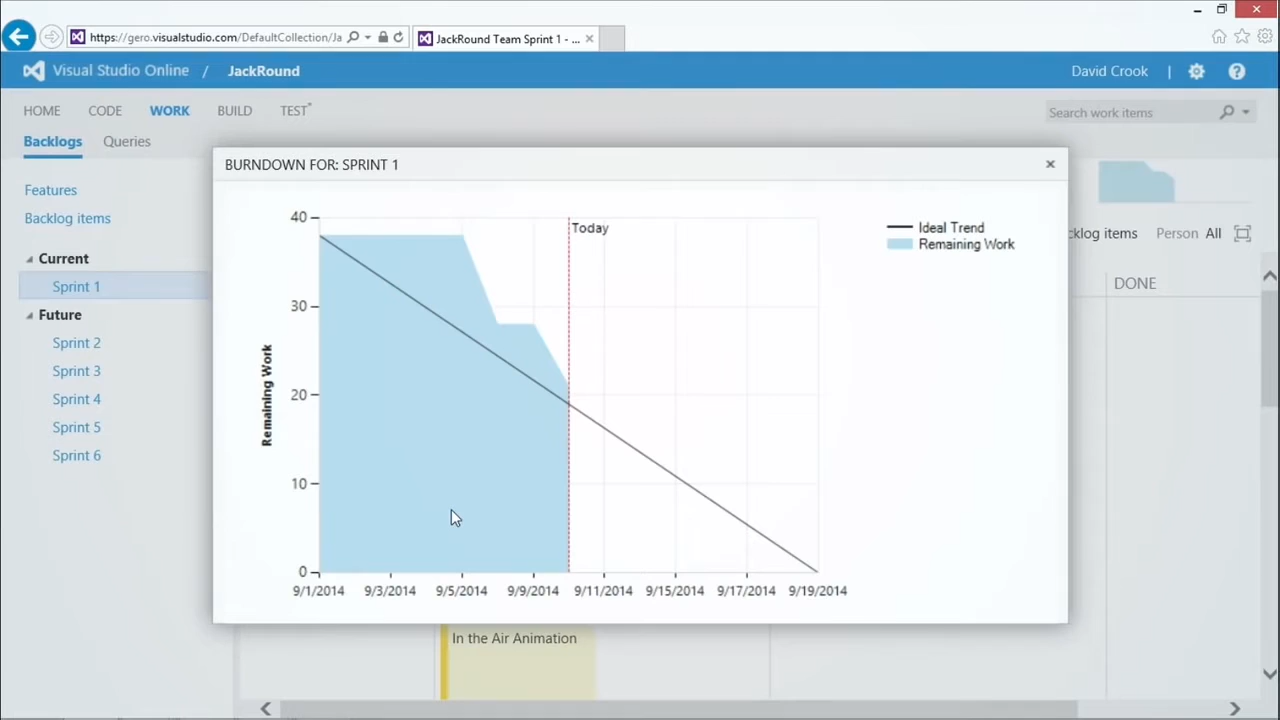 https://gero.visualstudio.com/DefaultCollection/Ja
JackRound Team Sprint 1 - ...
Visual Studio Online / JackRound
David Crook |
HOME CODE WORK BUILD TEST*
Search work items
Backlogs Queries
BURNDOWN FOR: SPRINT 1
Features
Backlog items
Current
Sprint 1
Future
Sprint 2
Sprint 3
Sprint 4
Sprint 5
Sprint 6
40
30
20
10
0
Remaining Work
Today
Ideal Trend
Remaining Work
9/1/2014 9/3/2014 9/5/2014 9/9/2014 9/11/2014 9/15/2014 9/17/2014 9/19/2014
cklog items Person All
DONE
In the Air Animation